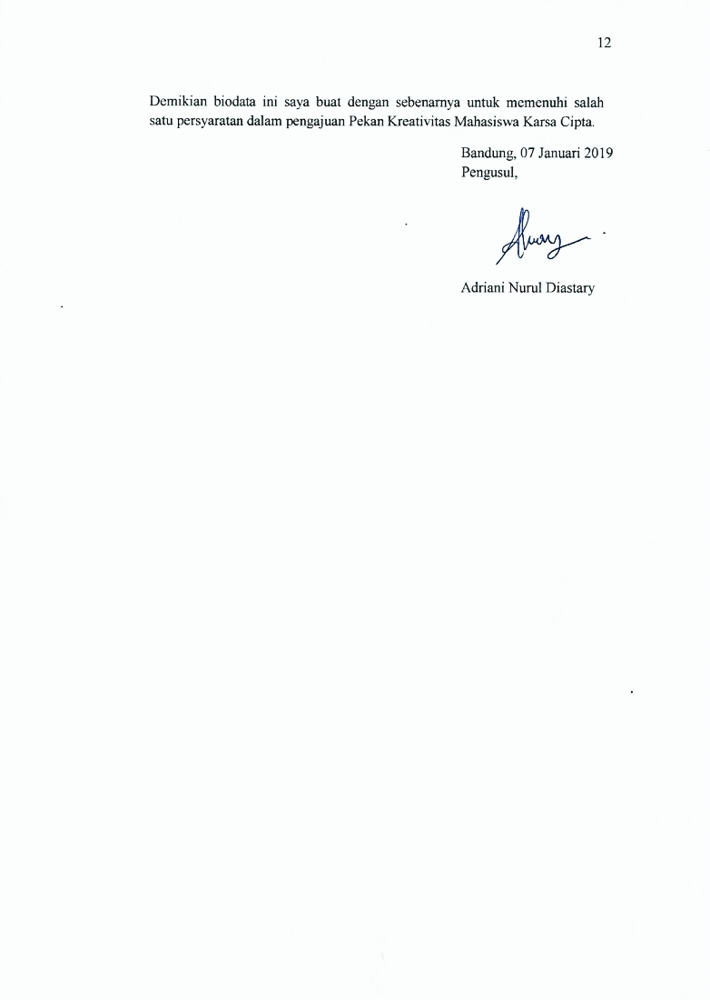 12
Demikian biodata ini saya buat dengan sebenarnya untuk memenuhi salah
satu persyaratan dalam pengajuan Pekan Kreativitas Mahasiswa Karsa Cipta.
Bandung, 07 Januari 2019
Pengusul,
Adriani Nurul Diastary